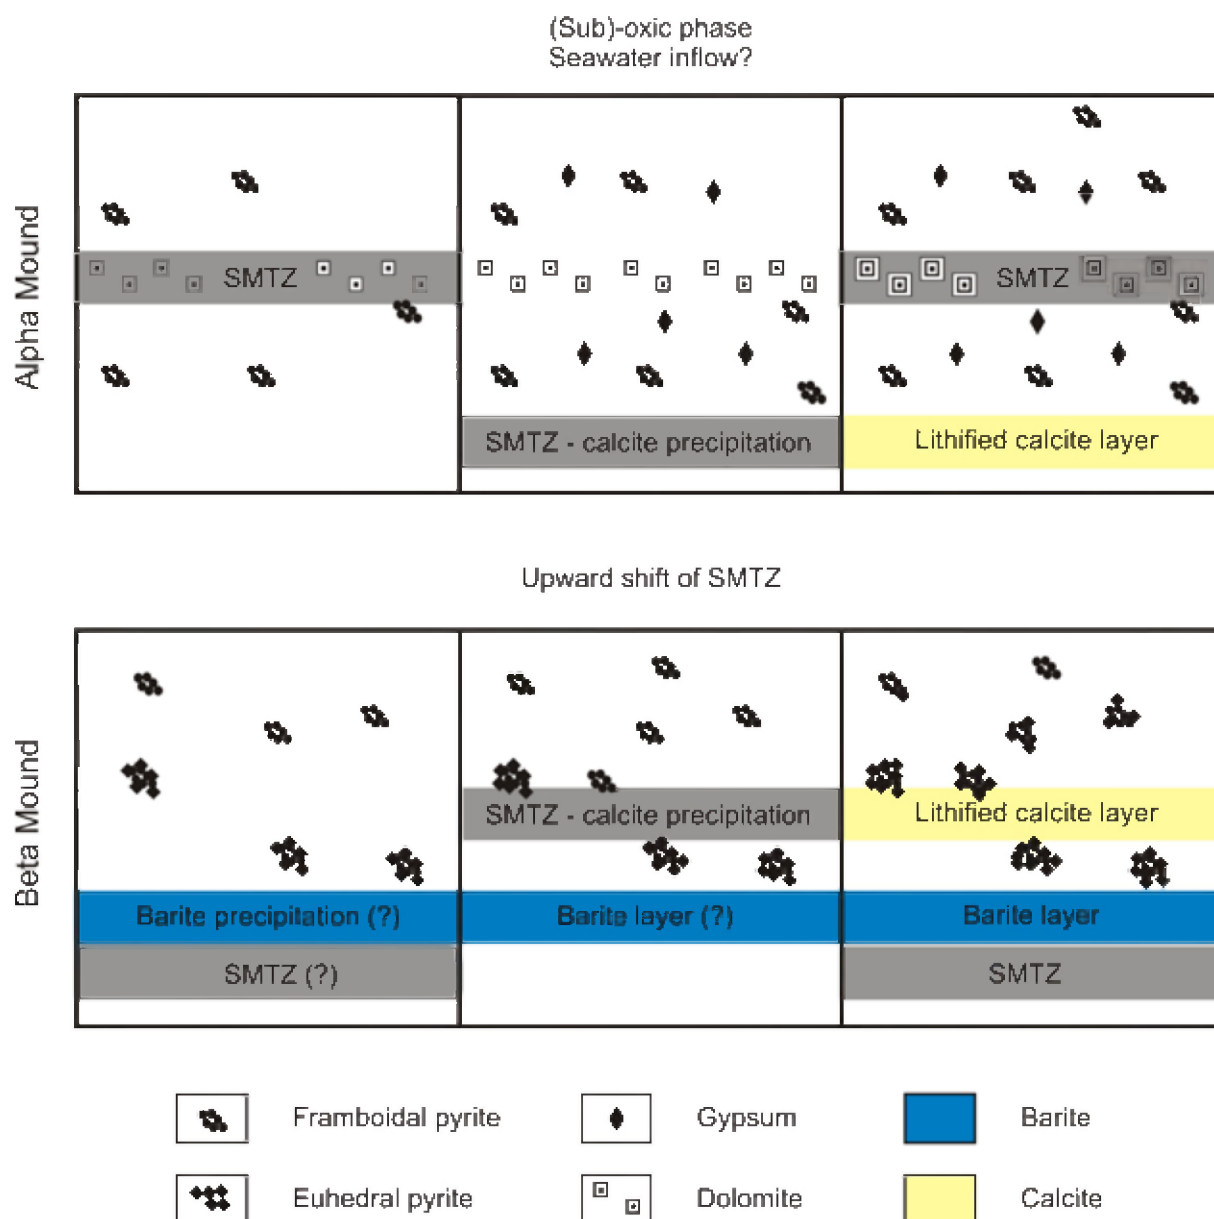 (Sub)-oxic phase
Seawater inflow?
Alpha Mound
SMTZ
SMTZ - calcite precipitation
SMTZ
Lithified calcite layer
Upward shift of SMTZ
Beta Mound
Barite precipitation (?)
SMTZ (?)
SMTZ - calcite precipitation
Barite layer (?)
Lithified calcite layer
Barite layer
SMTZ
Framboidal pyrite
Gypsum
Barite
Euhedral pyrite
Dolomite
Calcite